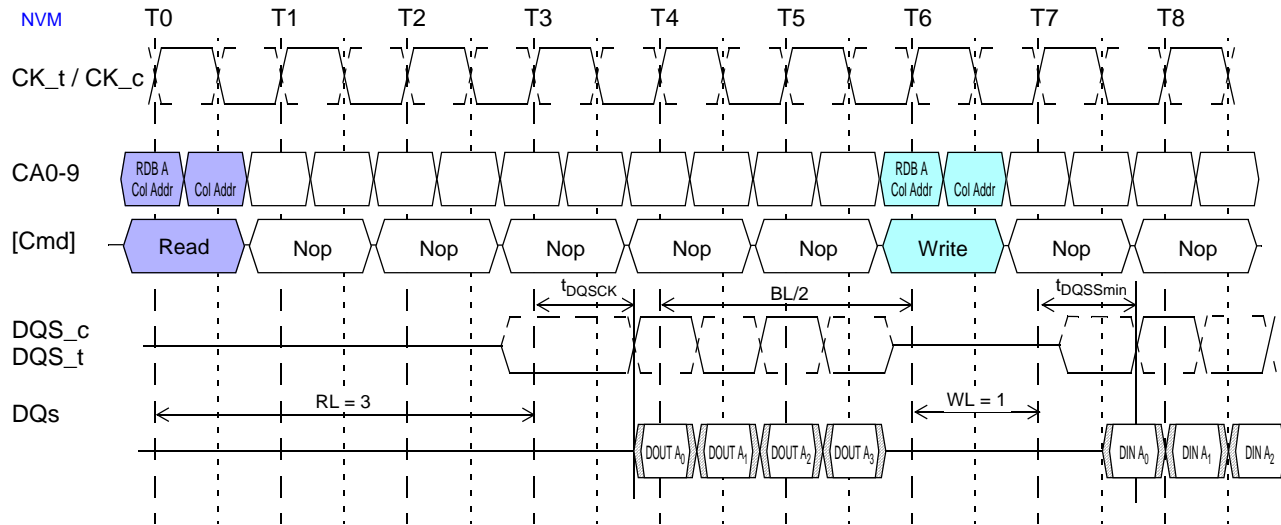 NVM T0 T1 T2 T3 T4 T5 T6 T7 T8
CK_t / CK_c
CA0-9 RDB A Col Addr Col Addr RDB A Col Addr Col Addr
[Cmd] Read Nop Nop Nop Nop Nop Write Nop Nop
tDQSCK BL/2 tDQSSmin
DQS_c
DQS_t
RL = 3 WL = 1
DQs
DOUT A0 DOUT A1 DOUT A2 DOUT A3 DIN A0 DIN A1 DIN A2